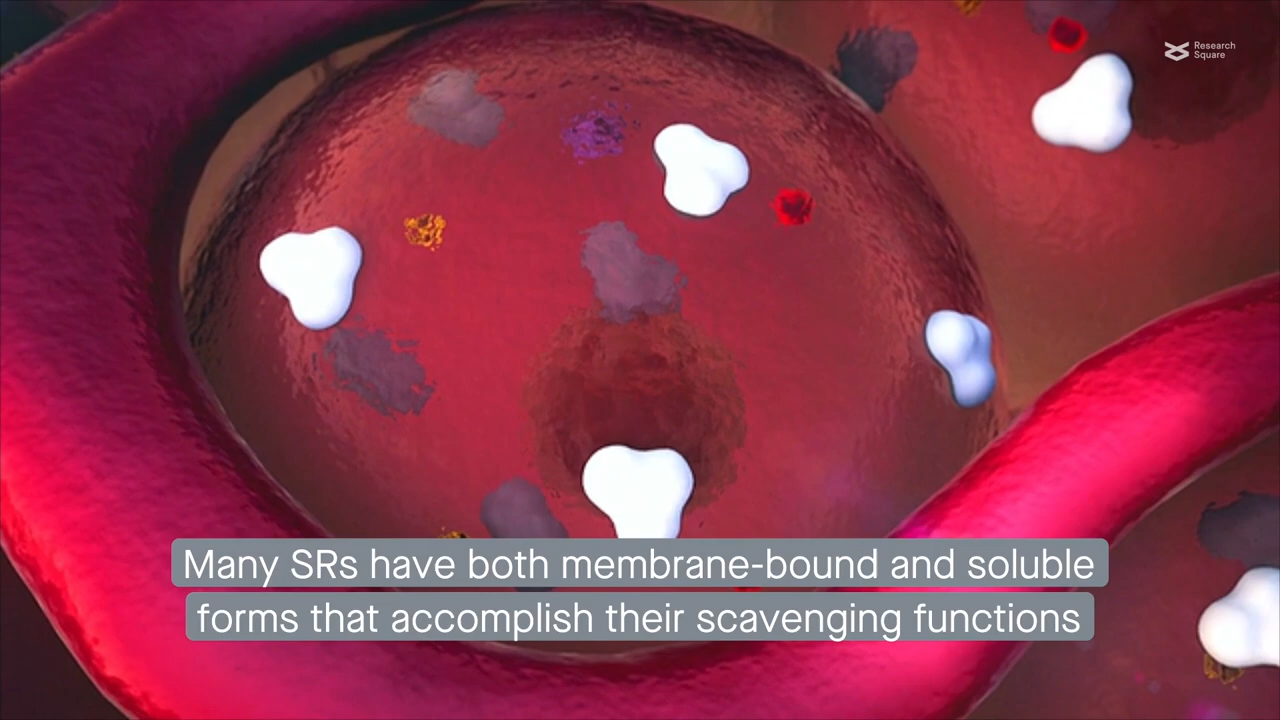 Research
Square
Many SRs have both membrane-bound and soluble
forms that accomplish their scavenging functions